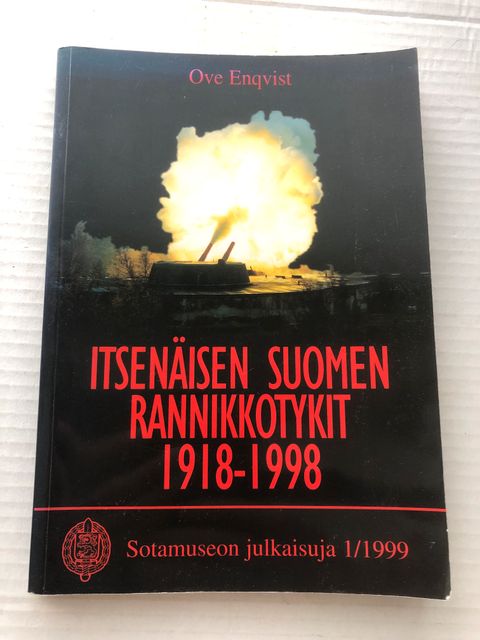 Ove Enqvist
ITSENÄISEN SUOMEN
RANNIKKOTYKIT
1918-1998
Sotamuseon julkaisuja 1/1999